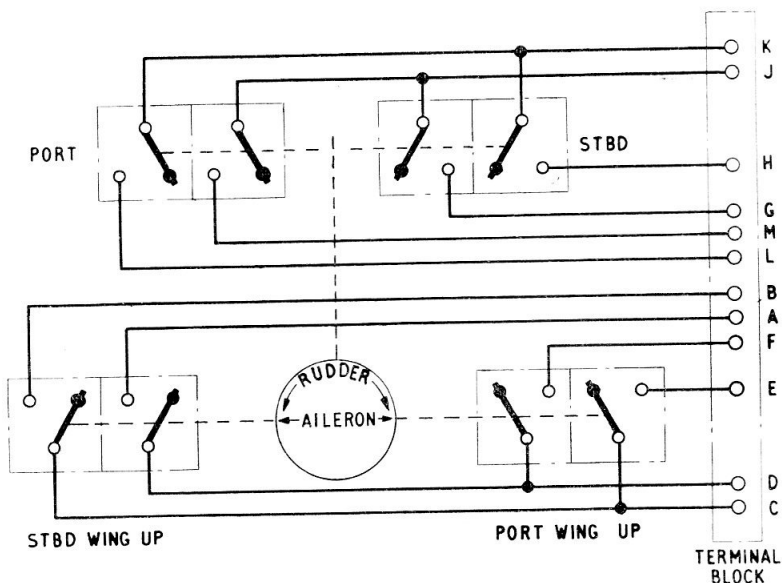 K
J
PORT
STBD
H
G
M
L
B
A
F
RUDDER
AILERON
E
D
C
STBD WING UP
PORT WING UP
TERMINAL
BLOCK